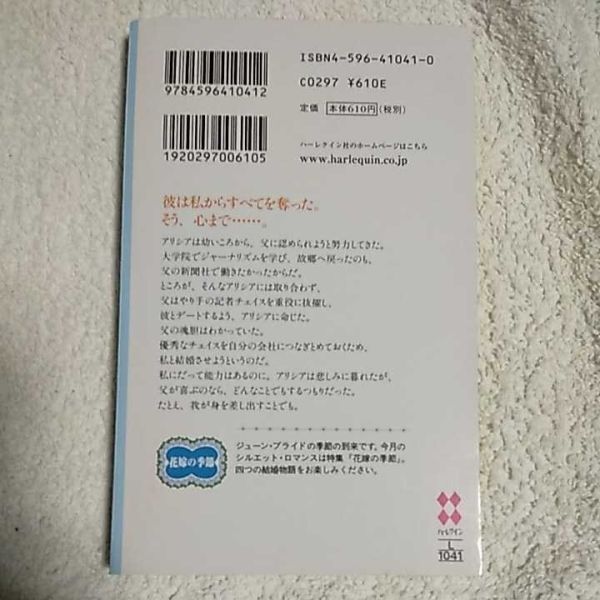 ISBN4-596-41041-0
9784596410412
C0297 ¥610E
定価 本体610円(税別)
1920297006105
ハーレクイン社のホームページはこちら
www.harlequin.co.jp
彼は私からすべてを奪った。
そう、心まで……。
アリシアは幼いころから、父に認められようと努力してきた。
大学院でジャーナリズムを学び、故郷へ戻ったのも、
父の新聞社で働きたかったからだ。
ところが、そんなアリシアには取り合わず、
父はやり手の記者チェイスを重役に抜擢し、
彼とデートするよう、アリシアに命じた。
父の魂胆はわかっていた。
優秀なチェイスを自分の会社につなぎとめておくため、
私と結婚させようというのだ。
私にだって能力はあるのに。アリシアは悲しみに暮れたが、
父が喜ぶのなら、どんなことでもするつもりだった。
たとえ、我が身を差し出すことでも。
花嫁の季節
ジューン・ブライドの季節の到来です。今月の
シルエット・ロマンスは特集「花嫁の季節」。
四つの結婚物語をお楽しみください。
ハーレクイン
L
1041